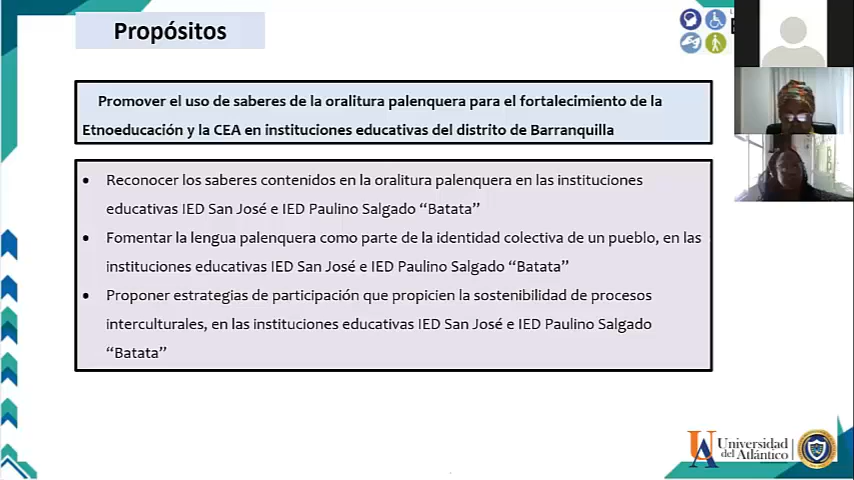 Propósitos
Promover el uso de saberes de la oralitura palenquera para el fortalecimiento de la
Etnoeducación y la CEA en instituciones educativas del distrito de Barranquilla
• Reconocer los saberes contenidos en la oralitura palenquera en las instituciones
educativas IED San José e IED Paulino Salgado “Batata”
• Fomentar la lengua palenquera como parte de la identidad colectiva de un pueblo, en las
instituciones educativas IED San José e IED Paulino Salgado “Batata”
• Proponer estrategias de participación que propicien la sostenibilidad de procesos
interculturales, en las instituciones educativas IED San José e IED Paulino Salgado
“Batata”
Universidad
del Atlántico